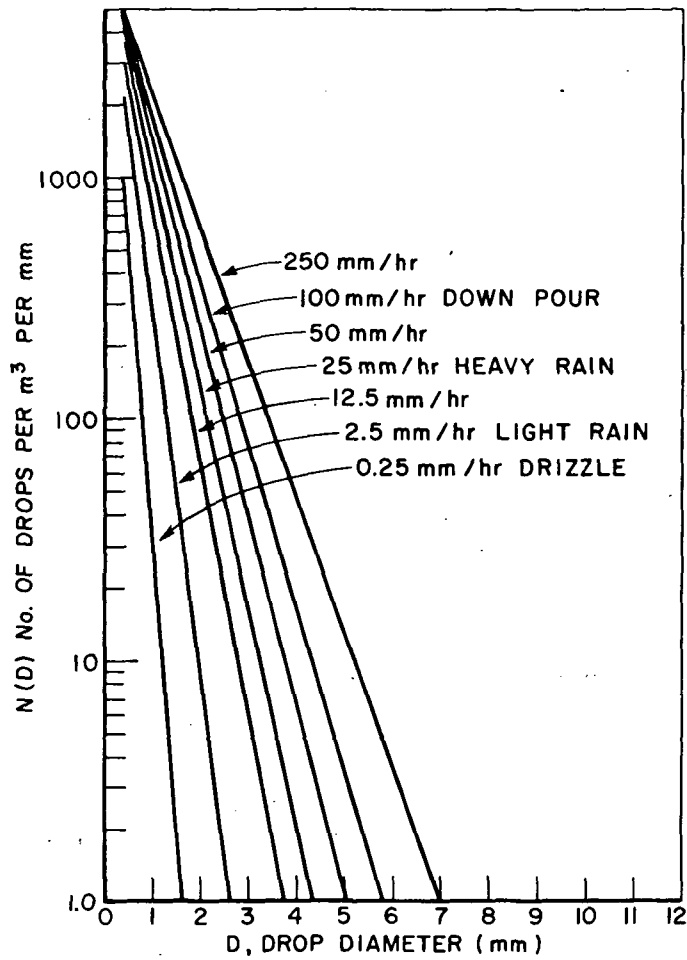 N(D) No. OF DROPS PER m³ PER mm
1000
100
10
1.0
250 mm/hr
100 mm/hr DOWN POUR
50 mm/hr
25 mm/hr HEAVY RAIN
12.5 mm/hr
2.5 mm/hr LIGHT RAIN
0.25 mm/hr DRIZZLE
0 1 2 3 4 5 6 7 8 9 10 11 12
D, DROP DIAMETER (mm)